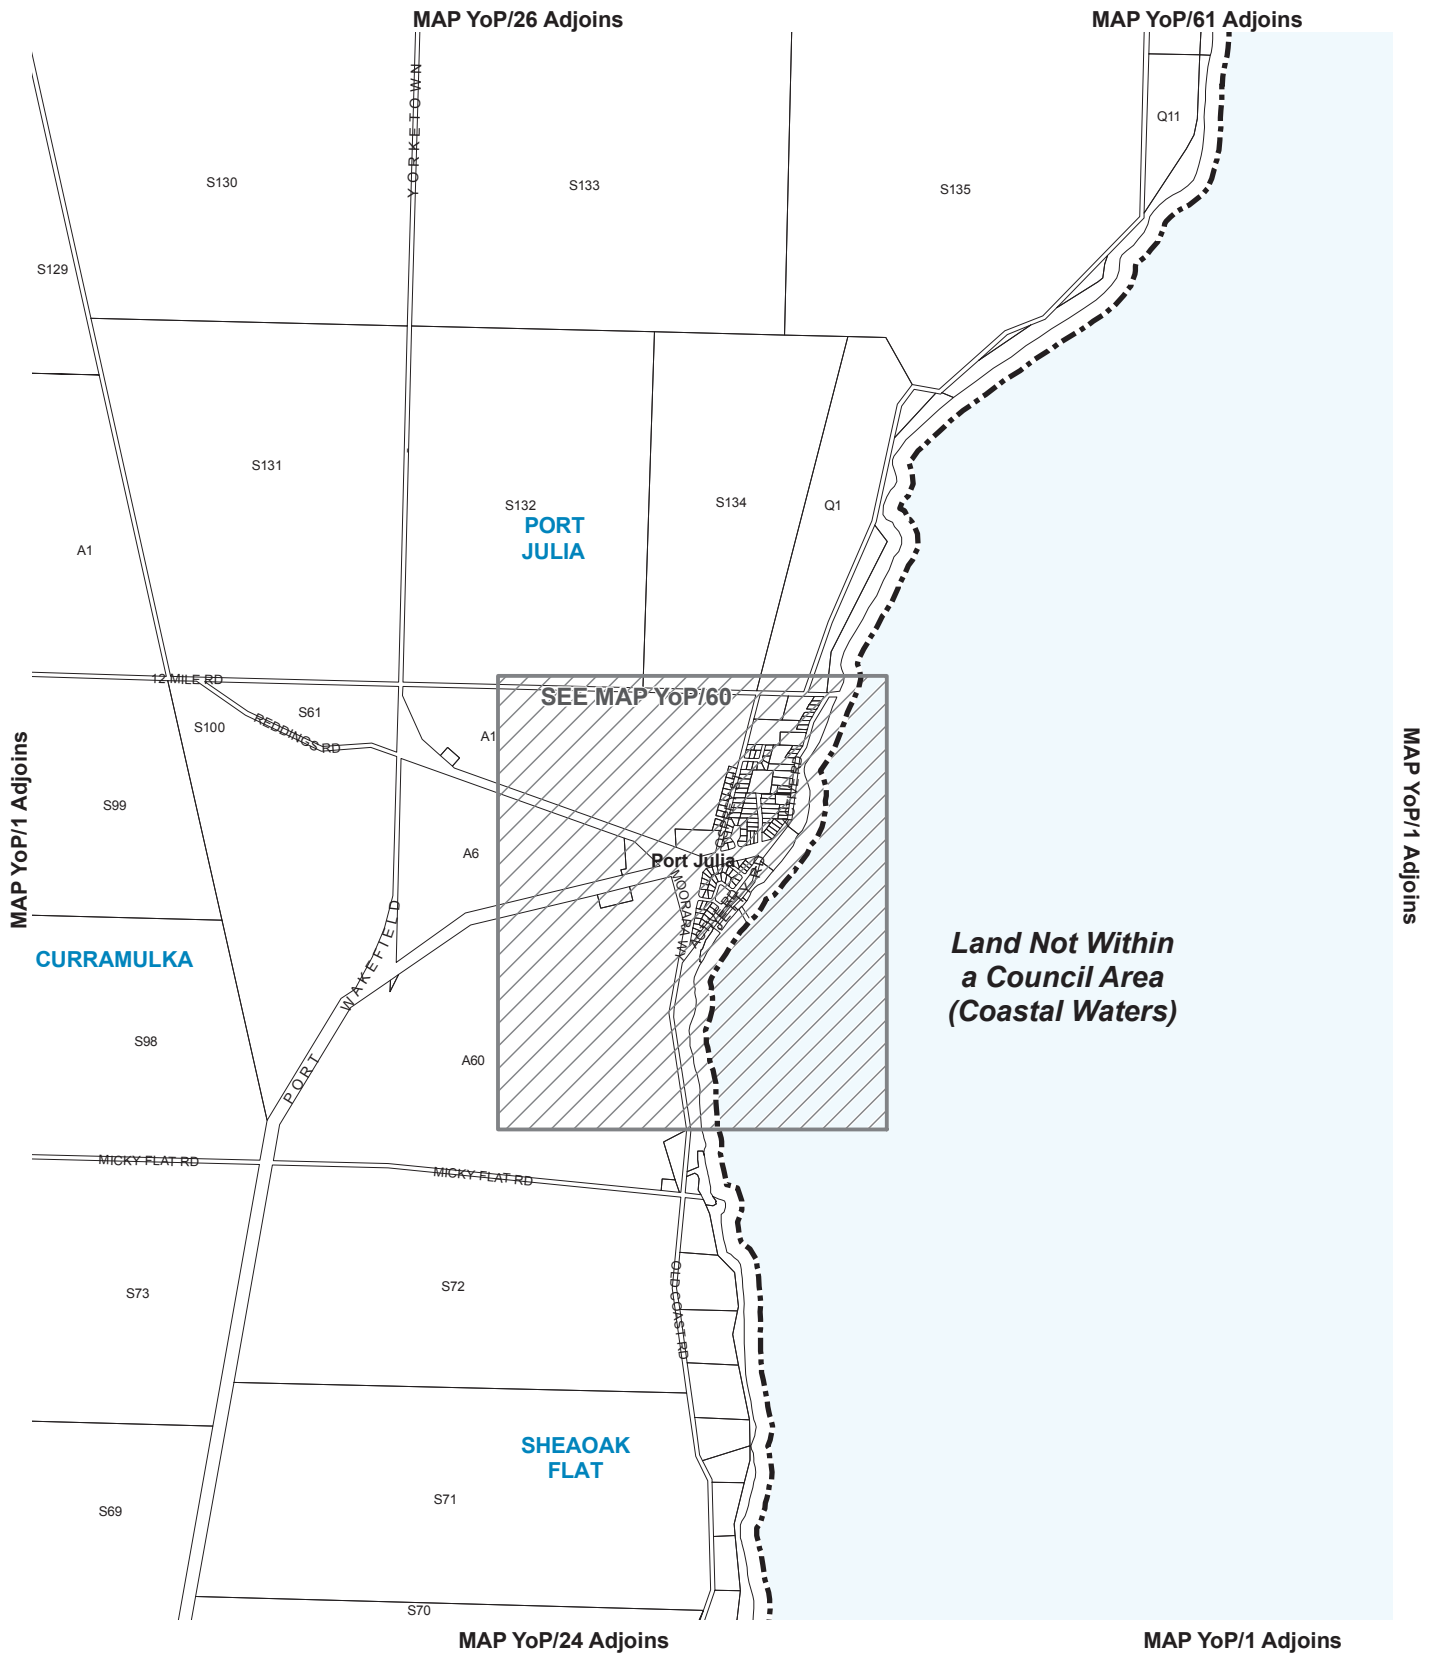 MAP YoP/26 Adjoins
MAP YoP/61 Adjoins
YORKETOWN
Q11
S130
S133
S135
S129
S131
S132
S134
Q1
PORT
JULIA
A1
12 MILE RD
SEE MAP YoP/60
S61
S100
REDDINGS RD
A1
MAP YoP/1 Adjoins
MAP YoP/1 Adjoins
S99
A6
Port Julia
MOORARA WY
WAKEFIELD
CURRAMULKA
Land Not Within
a Council Area
(Coastal Waters)
S98
A60
PORT
MICKY FLAT RD
MICKY FLAT RD
S73
S72
OLD COAST RD
SHEAOAK
FLAT
S71
S69
S70
MAP YoP/24 Adjoins
MAP YoP/1 Adjoins